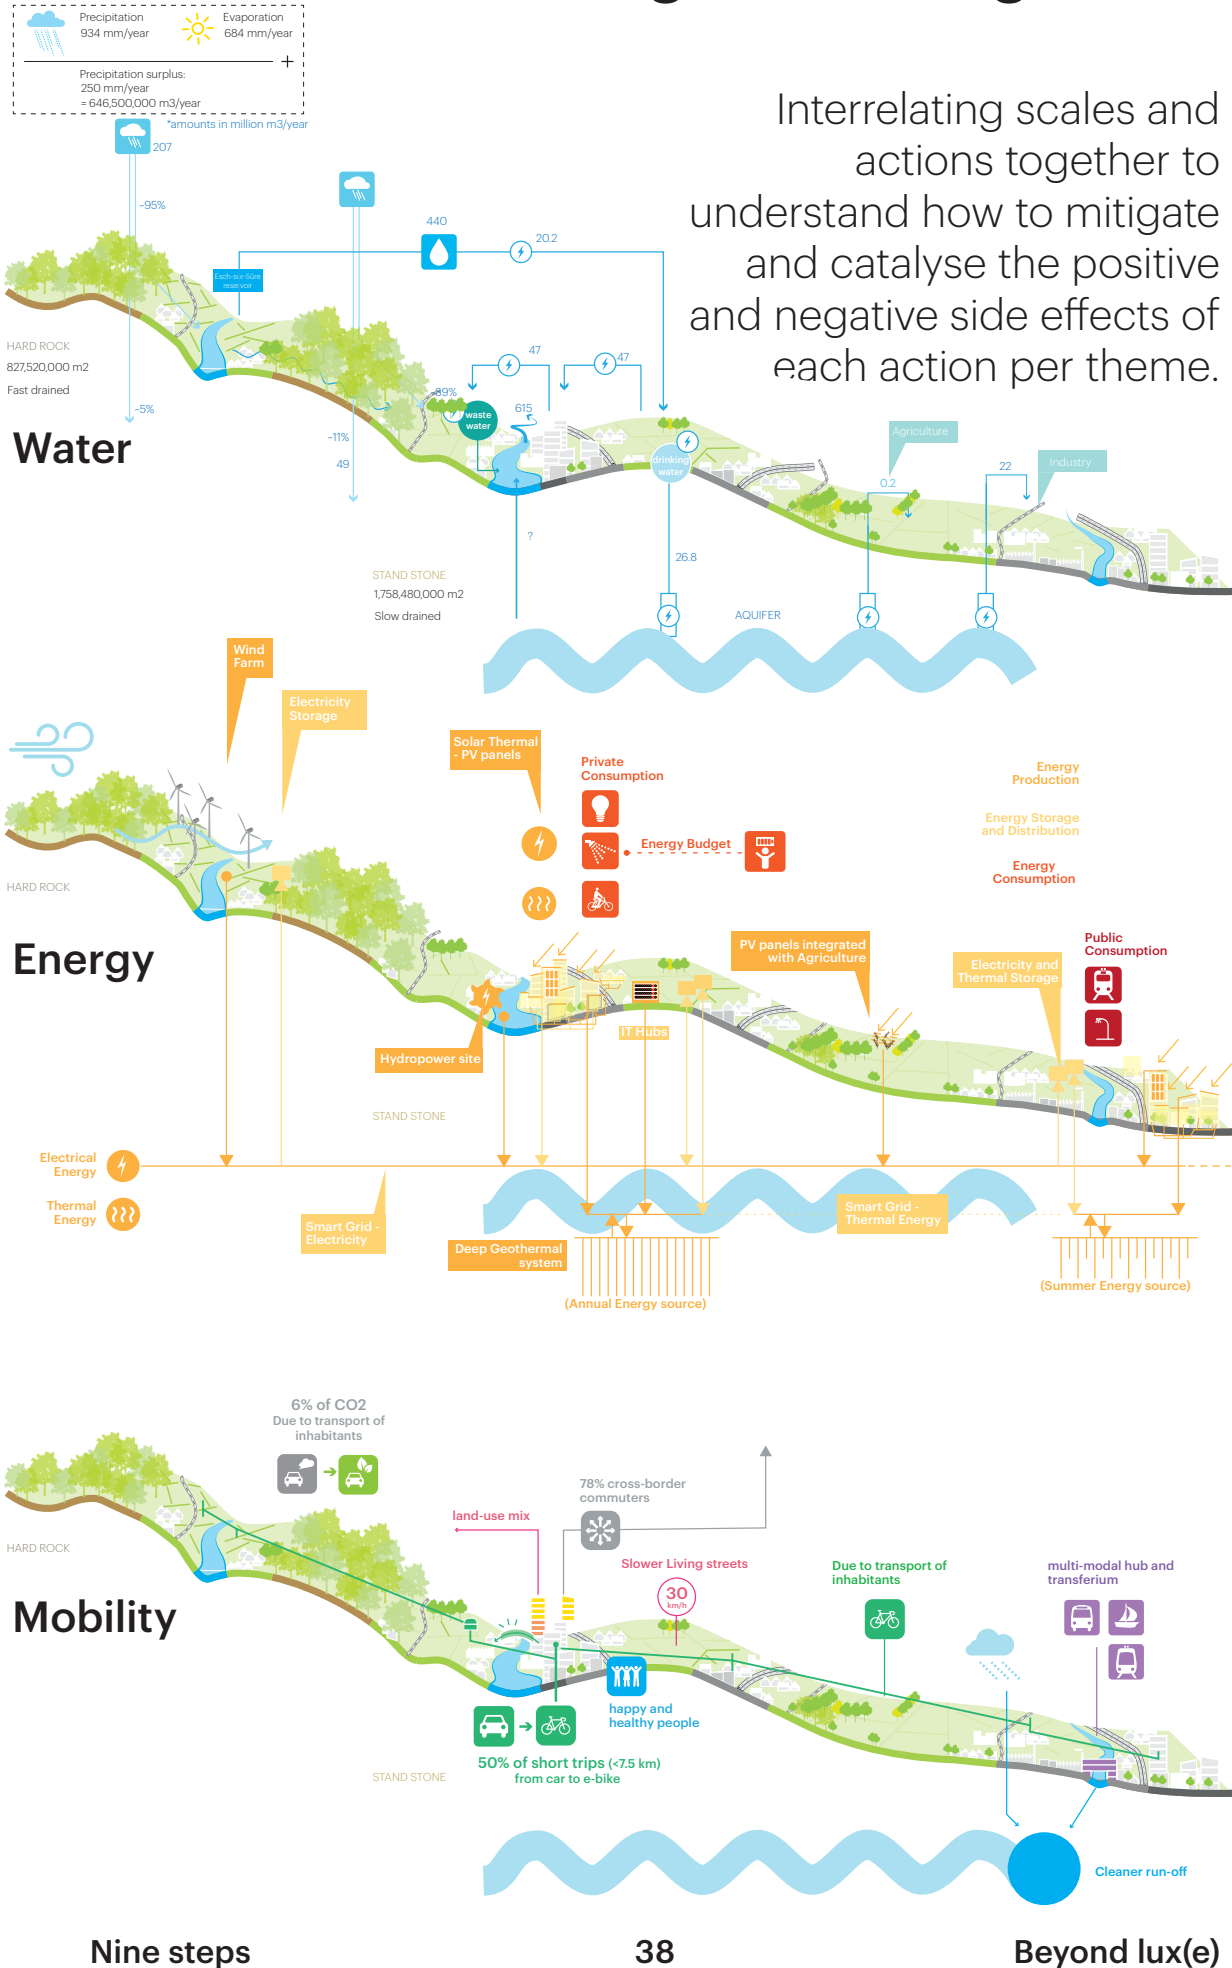 Precipitation
934 mm/year
Evaporation
684 mm/year
+
Precipitation surplus:
250 mm/year
= 646,500,000 m3/year
*amounts in million m3/year
207
~95%
Interrelating scales and
actions together to
understand how to mitigate
and catalyse the positive
and negative side effects of
each action per theme.
440
20.2
Esch-sur-Sûre
reservoir
HARD ROCK
827,520,000 m2
Fast drained
~5%
Water
47
47
~89%
waste
water
615
~11%
49
drinking
water
Agriculture
0.2
Industry
22
?
26.8
STAND STONE
1,758,480,000 m2
Slow drained
AQUIFER
Wind
Farm
Electricity
Storage
Solar Thermal
- PV panels
Private
Consumption
Energy Budget
Energy
Production
Energy Storage
and Distribution
Energy
Consumption
HARD ROCK
Energy
PV panels integrated
with Agriculture
Electricity and
Thermal Storage
Public
Consumption
IT Hubs
Hydropower site
STAND STONE
Electrical
Energy
Thermal
Energy
Smart Grid -
Electricity
Smart Grid -
Thermal Energy
Deep Geothermal
system
(Annual Energy source)
(Summer Energy source)
6% of CO2
Due to transport of
inhabitants
78% cross-border
commuters
land-use mix
HARD ROCK
Slower Living streets
30
km/h
Due to transport of
inhabitants
multi-modal hub and
transferium
Mobility
happy and
healthy people
50% of short trips (<7.5 km)
from car to e-bike
STAND STONE
Cleaner run-off
Nine steps
38
Beyond lux(e)